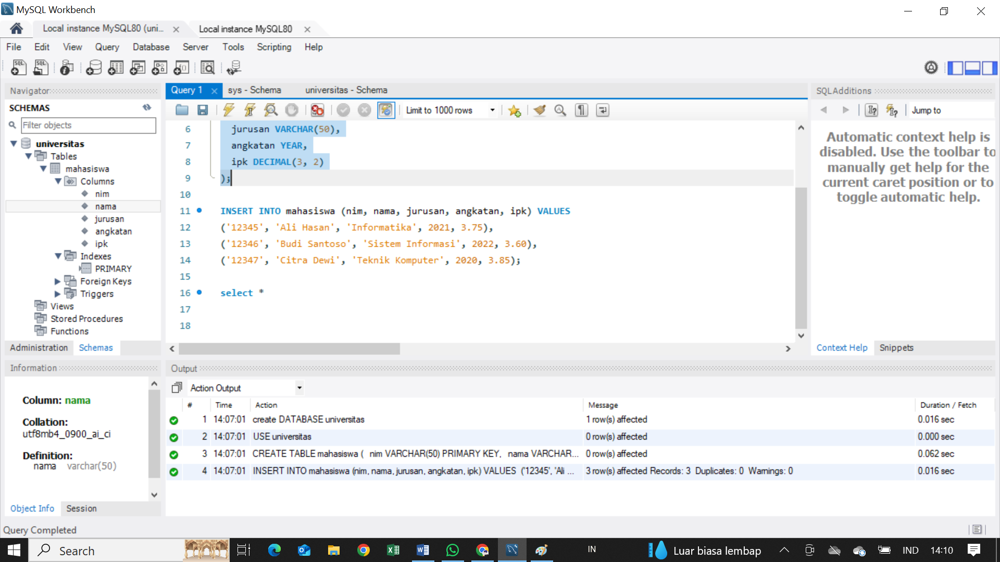 MySQL Workbench
Local instance MySQL80 (uni...
Local instance MySQL80
File Edit View Query Database Server Tools Scripting Help
Navigator
SCHEMAS
Filter objects
universitas
Tables
mahasiswa
Columns
nim
nama
jurusan
angkatan
ipk
Indexes
PRIMARY
Foreign Keys
Triggers
Views
Stored Procedures
Functions
Administration Schemas
Information
Column: nama
Collation:
utf8mb4_0900_ai_ci
Definition:
nama varchar(50)
Object Info Session
Query 1 sys - Schema universitas - Schema
Limit to 1000 rows
6 jurusan VARCHAR(50),
7 angkatan YEAR,
8 ipk DECIMAL(3, 2)
9 );
10
11 INSERT INTO mahasiswa (nim, nama, jurusan, angkatan, ipk) VALUES
12 ('12345', 'Ali Hasan', 'Informatika', 2021, 3.75),
13 ('12346', 'Budi Santoso', 'Sistem Informasi', 2022, 3.60),
14 ('12347', 'Citra Dewi', 'Teknik Komputer', 2020, 3.85);
15
16 select *
17
18
SQLAdditions
Jump to
Automatic context help is
disabled. Use the toolbar to
manually get help for the
current caret position or to
toggle automatic help.
Context Help Snippets
Output
Action Output
# Time Action Message Duration / Fetch
1 14:07:01 create DATABASE universitas 1 row(s) affected 0.016 sec
2 14:07:01 USE universitas 0 row(s) affected 0.000 sec
3 14:07:01 CREATE TABLE mahasiswa ( nim VARCHAR(50) PRIMARY KEY, nama VARCHAR... 0 row(s) affected 0.062 sec
4 14:07:01 INSERT INTO mahasiswa (nim, nama, jurusan, angkatan, ipk) VALUES ('12345', 'Ali ... 3 row(s) affected Records: 3 Duplicates: 0 Warnings: 0 0.016 sec
Query Completed
Search
IN
Luar biasa lembap
IND
14:10